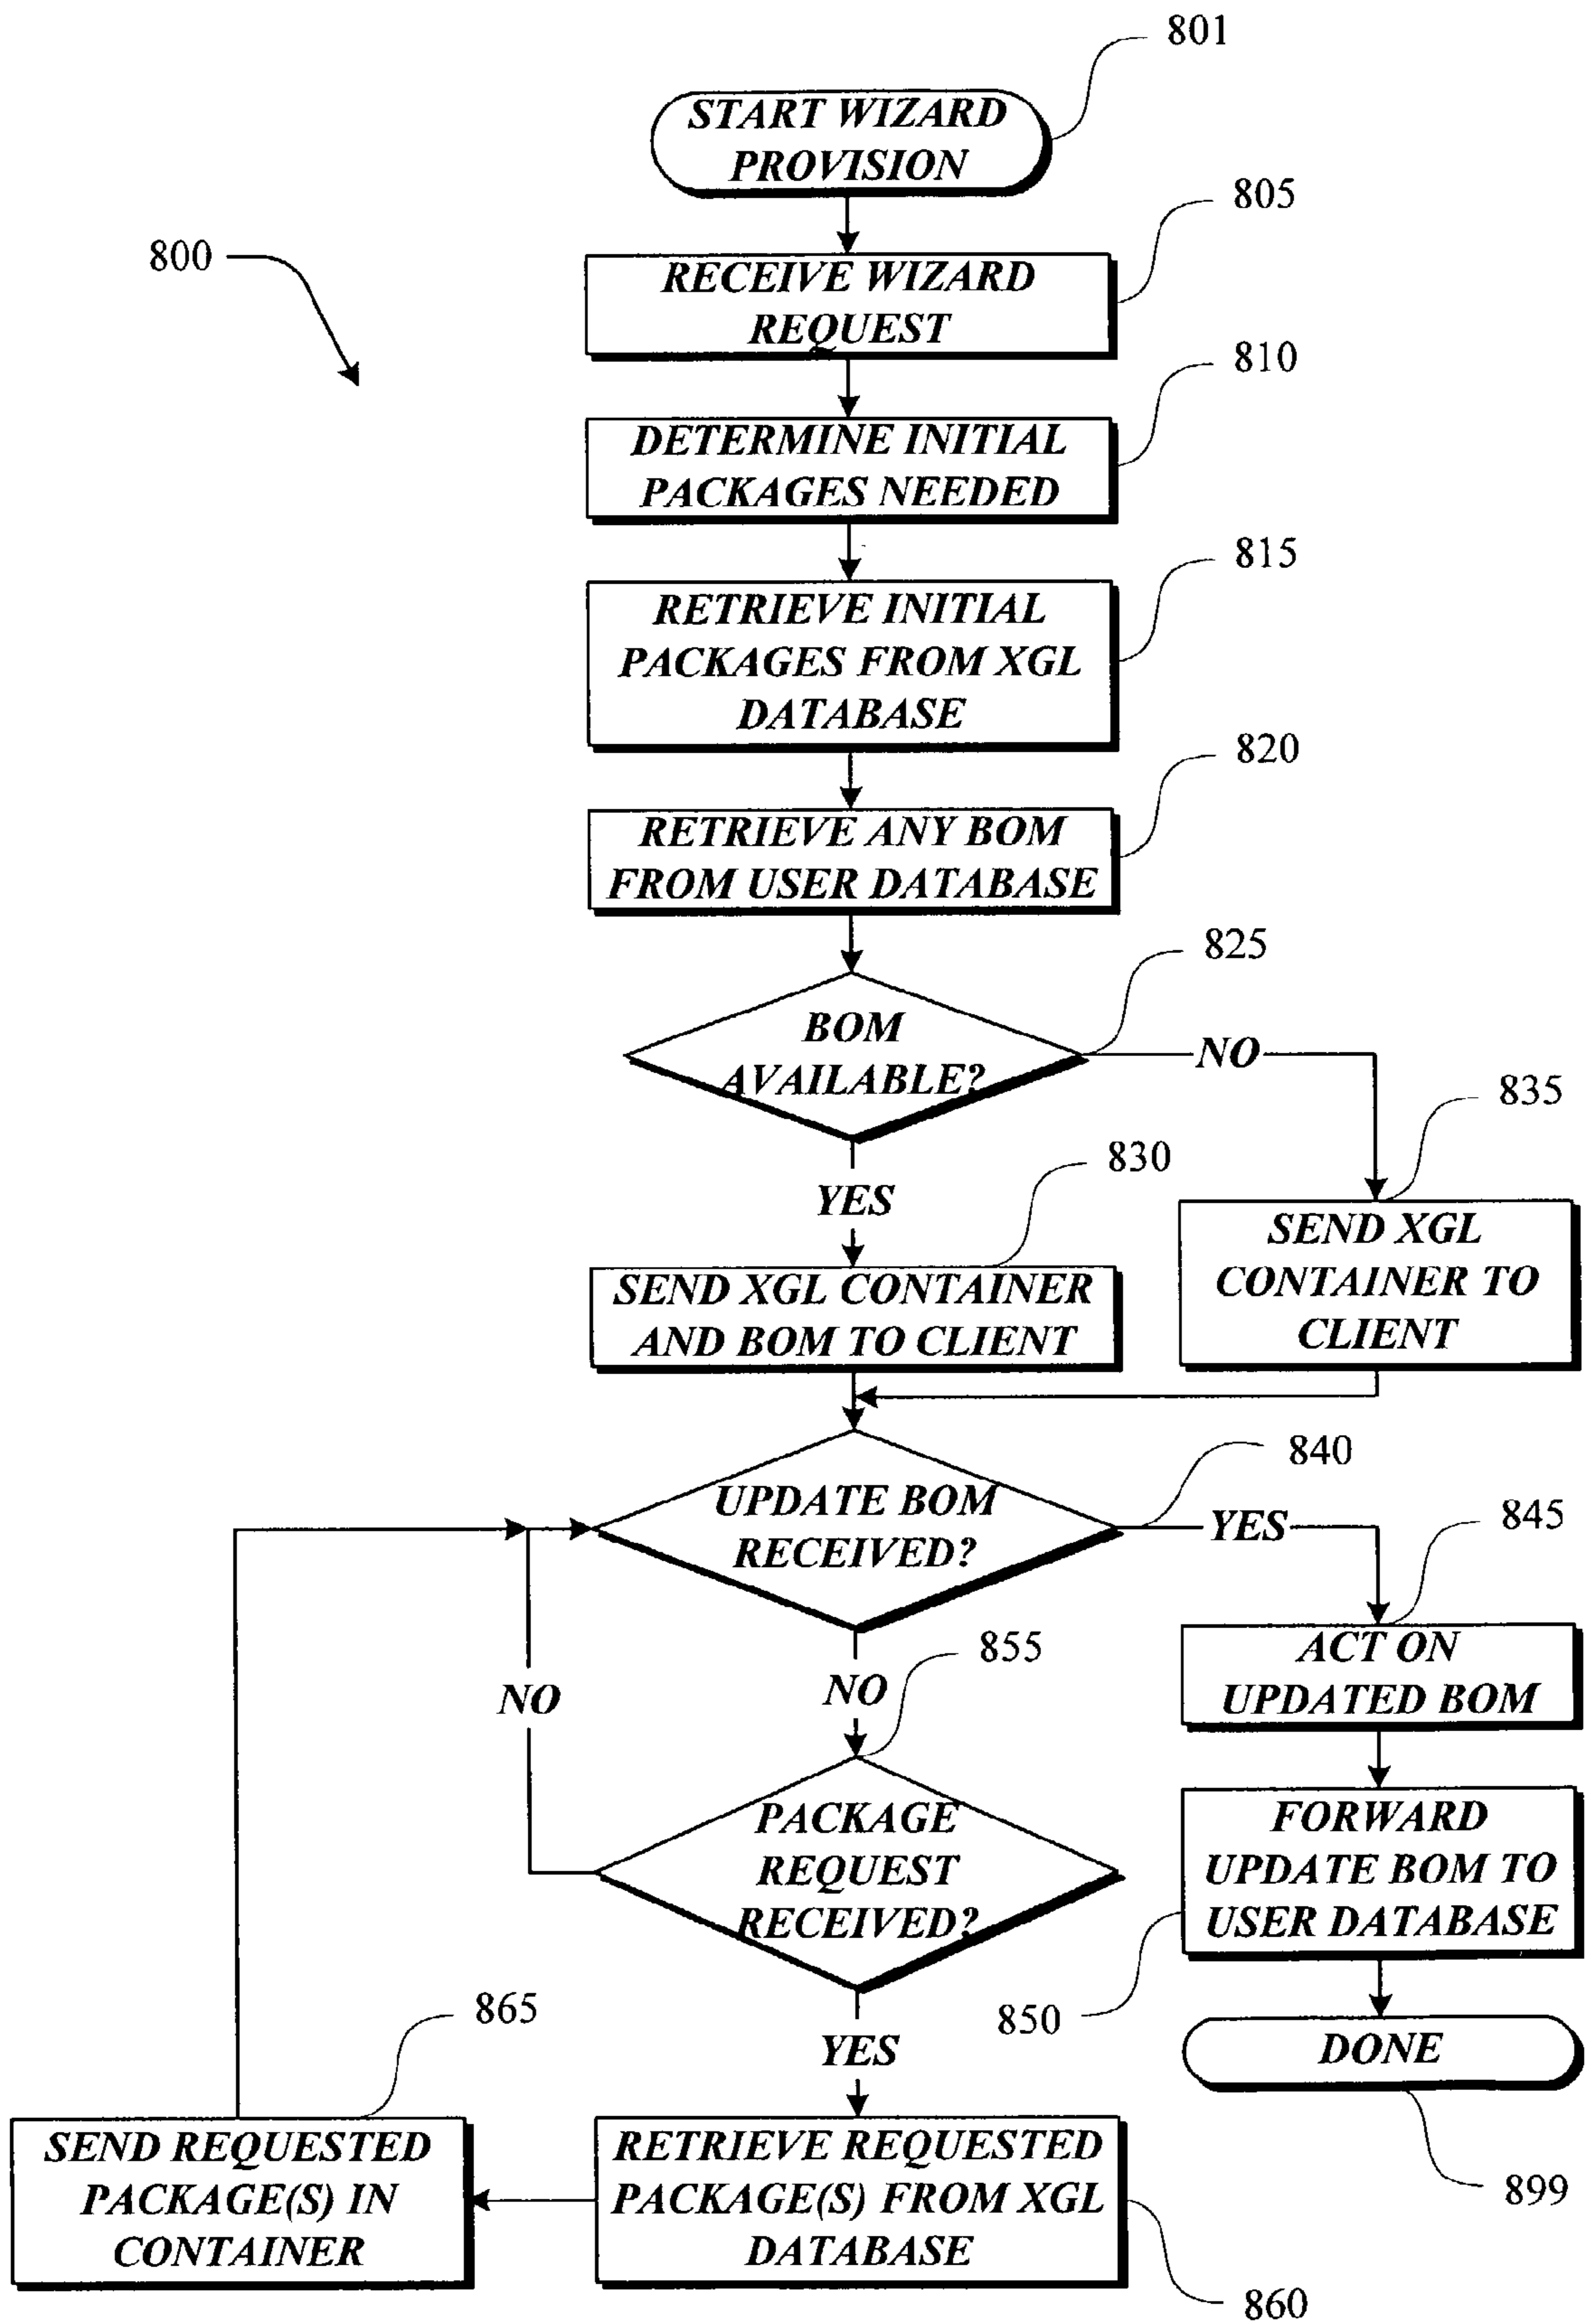 801
START WIZARD
PROVISION
805
800
RECEIVE WIZARD
REQUEST
810
DETERMINE INITIAL
PACKAGES NEEDED
815
RETRIEVE INITIAL
PACKAGES FROM XGL
DATABASE
820
RETRIEVE ANY BOM
FROM USER DATABASE
825
BOM
AVAILABLE?
NO
835
830
YES
SEND XGL
CONTAINER TO
CLIENT
SEND XGL CONTAINER
AND BOM TO CLIENT
840
UPDATE BOM
RECEIVED?
YES
845
855
NO
NO
ACT ON
UPDATED BOM
PACKAGE
REQUEST
RECEIVED?
FORWARD
UPDATE BOM TO
USER DATABASE
850
865
YES
DONE
899
SEND REQUESTED
PACKAGE(S) IN
CONTAINER
RETRIEVE REQUESTED
PACKAGE(S) FROM XGL
DATABASE
860